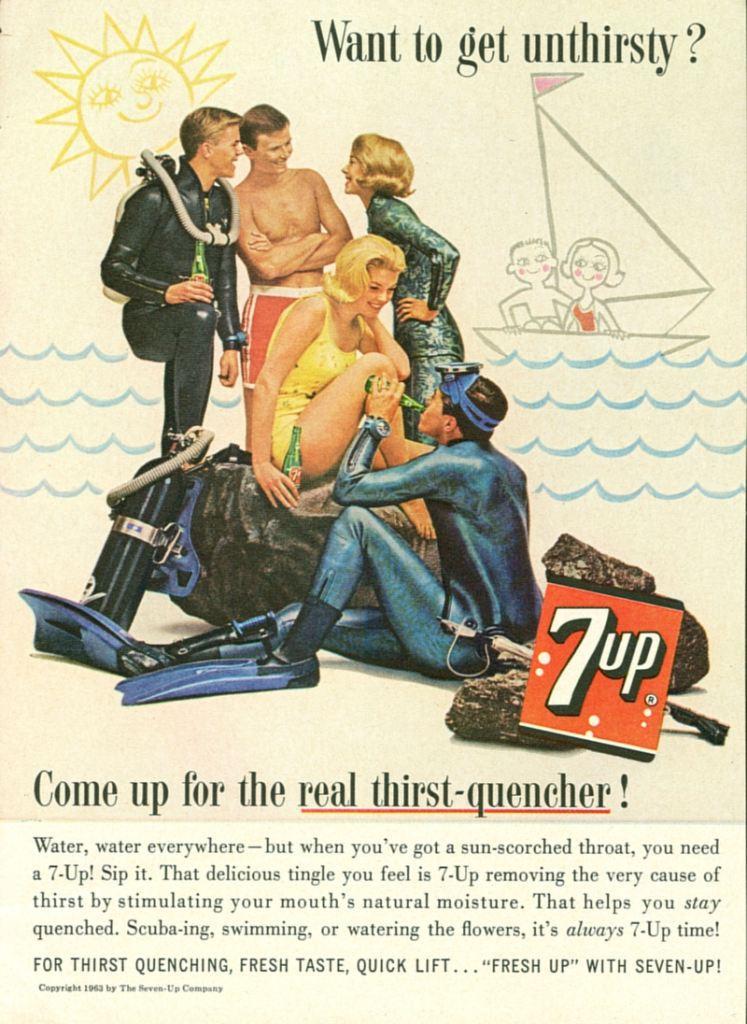 Want to get unthirsty?
7up
®
Come up for the real thirst-quencher!
Water, water everywhere—but when you've got a sun-scorched throat, you need
a 7-Up! Sip it. That delicious tingle you feel is 7-Up removing the very cause of
thirst by stimulating your mouth's natural moisture. That helps you stay
quenched. Scuba-ing, swimming, or watering the flowers, it's always 7-Up time!
FOR THIRST QUENCHING, FRESH TASTE, QUICK LIFT... "FRESH UP" WITH SEVEN-UP!
Copyright 1963 by The Seven-Up Company